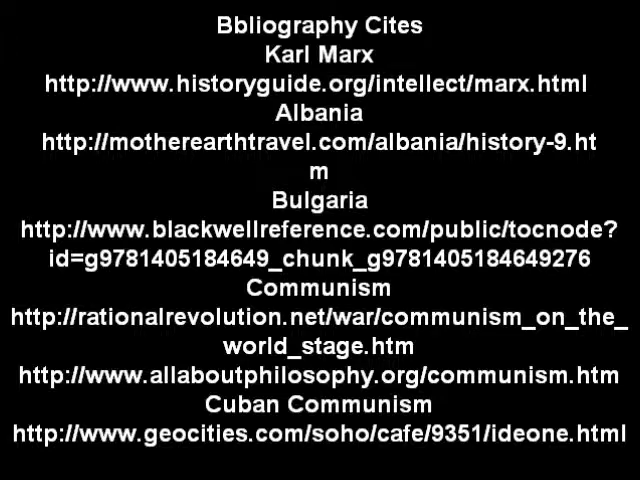 Bbliography Cites
Karl Marx
http://www.historyguide.org/intellect/marx.html
Albania
http://motherearthtravel.com/albania/history-9.ht
m
Bulgaria
http://www.blackwellreference.com/public/tocnode?
id=g9781405184649_chunk_g9781405184649276
Communism
http://rationalrevolution.net/war/communism_on_the_
world_stage.htm
http://www.allaboutphilosophy.org/communism.htm
Cuban Communism
http://www.geocities.com/soho/cafe/9351/ideone.html